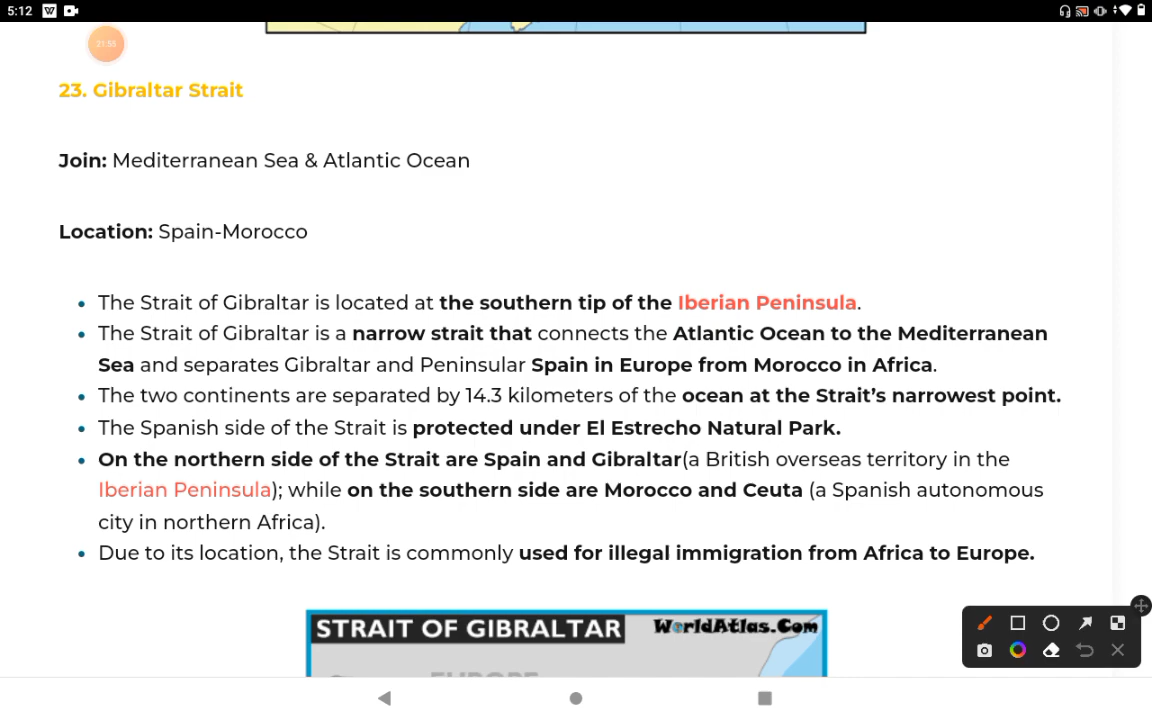 5:12
21:55
23. Gibraltar Strait
Join: Mediterranean Sea & Atlantic Ocean
Location: Spain-Morocco
• The Strait of Gibraltar is located at the southern tip of the Iberian Peninsula.
• The Strait of Gibraltar is a narrow strait that connects the Atlantic Ocean to the Mediterranean
Sea and separates Gibraltar and Peninsular Spain in Europe from Morocco in Africa.
• The two continents are separated by 14.3 kilometers of the ocean at the Strait’s narrowest point.
• The Spanish side of the Strait is protected under El Estrecho Natural Park.
• On the northern side of the Strait are Spain and Gibraltar(a British overseas territory in the
Iberian Peninsula); while on the southern side are Morocco and Ceuta (a Spanish autonomous
city in northern Africa).
• Due to its location, the Strait is commonly used for illegal immigration from Africa to Europe.
STRAIT OF GIBRALTAR WorldAtlas.Com
EUROPE